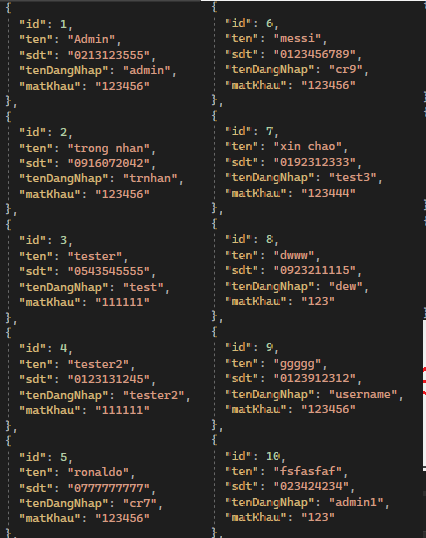 {
"id": 1,
"ten": "Admin",
"sdt": "0213123555",
"tenDangNhap": "admin",
"matKhau": "123456"
},
{
"id": 2,
"ten": "trong nhan",
"sdt": "0916072042",
"tenDangNhap": "trnhan",
"matKhau": "123456"
},
{
"id": 3,
"ten": "tester",
"sdt": "0543545555",
"tenDangNhap": "test",
"matKhau": "111111"
},
{
"id": 4,
"ten": "tester2",
"sdt": "0123131245",
"tenDangNhap": "tester2",
"matKhau": "111111"
},
{
"id": 5,
"ten": "ronaldo",
"sdt": "0777777777",
"tenDangNhap": "cr7",
"matKhau": "123456"
},
{
"id": 6,
"ten": "messi",
"sdt": "0123456789",
"tenDangNhap": "cr9",
"matKhau": "123456"
},
{
"id": 7,
"ten": "xin chao",
"sdt": "0192312333",
"tenDangNhap": "test3",
"matKhau": "123444"
},
{
"id": 8,
"ten": "dwww",
"sdt": "0923211115",
"tenDangNhap": "dew",
"matKhau": "123"
},
{
"id": 9,
"ten": "ggggg",
"sdt": "0123912312",
"tenDangNhap": "username",
"matKhau": "123456"
},
{
"id": 10,
"ten": "fsfasfaf",
"sdt": "023424234",
"tenDangNhap": "admin1",
"matKhau": "123"
},